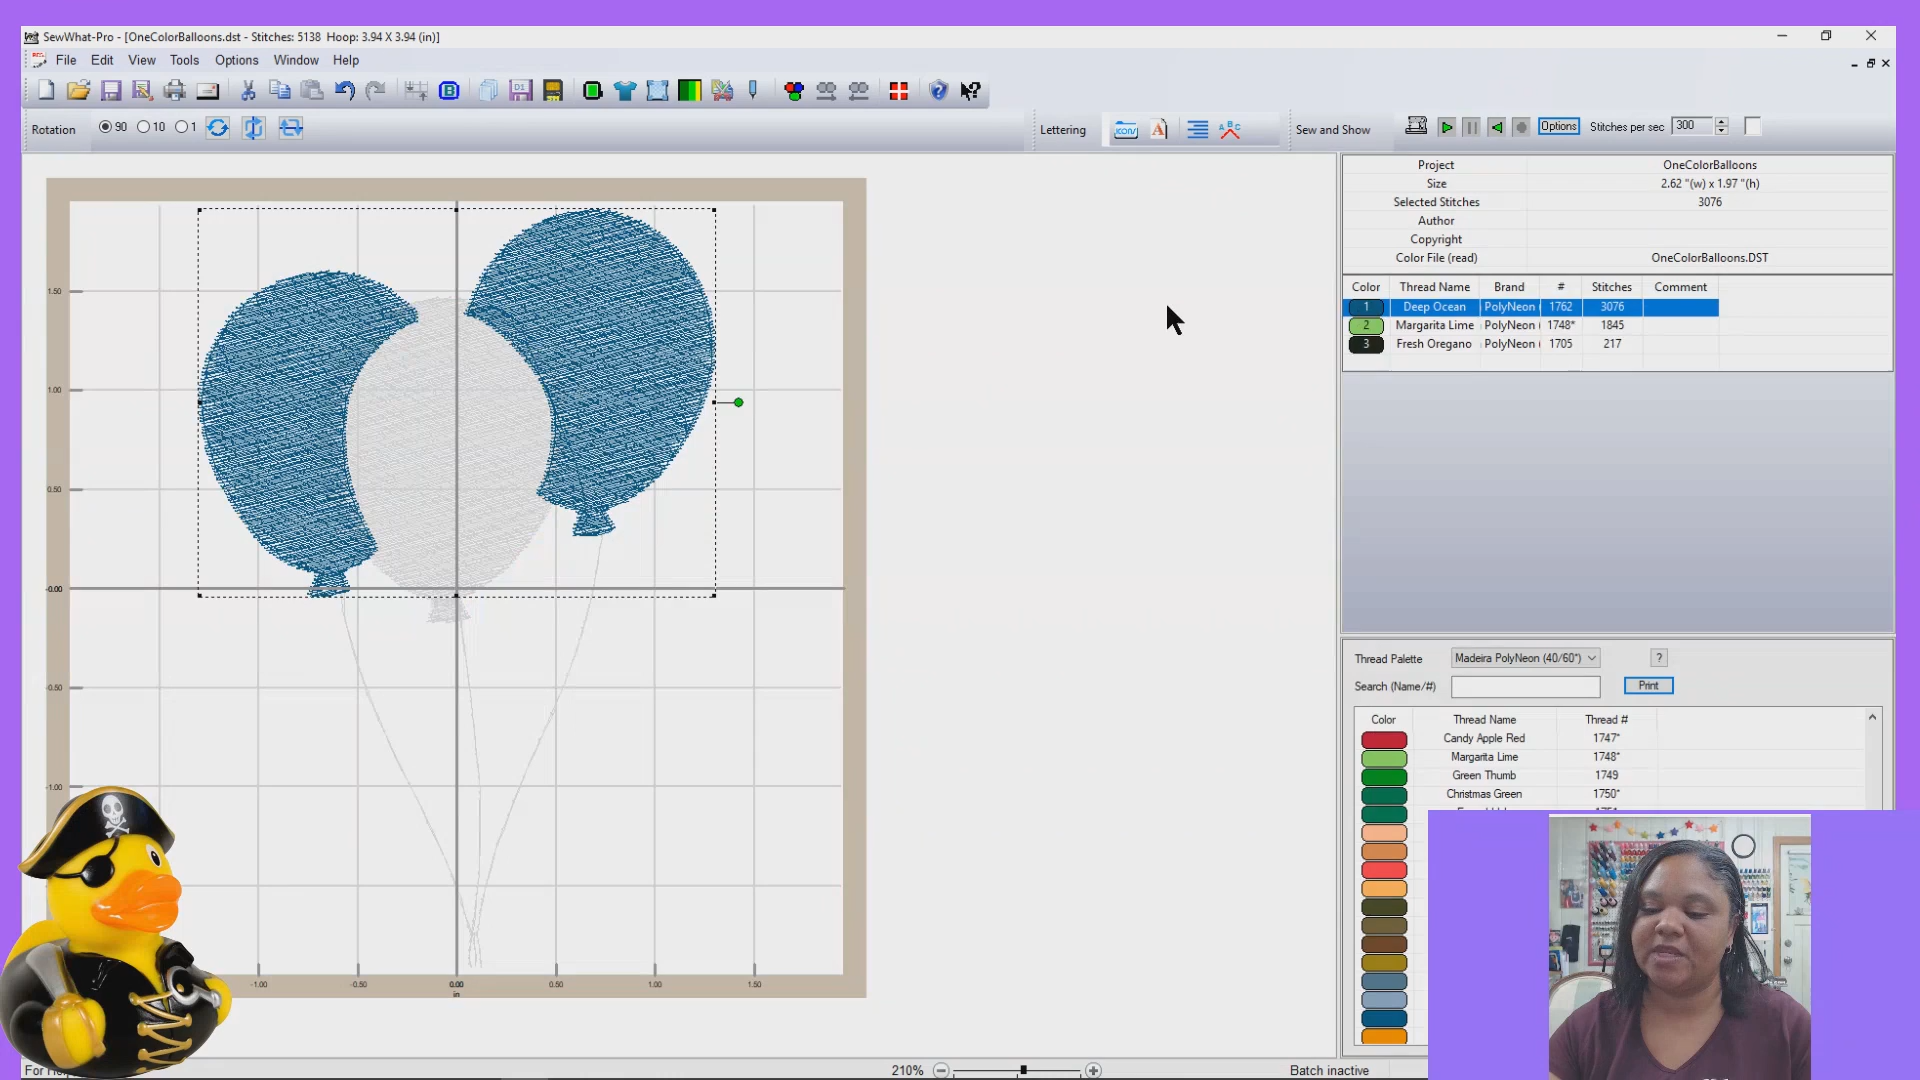 SewWhat-Pro - [OneColorBalloons.dst - Stitches: 5138 Hoop: 3.94 X 3.94 (in)]
File Edit View Tools Options Window Help
Rotation 90 10 1 Lettering Sew and Show Options Stitches per sec 300
Project OneColorBalloons
Size 2.62 "(w) x 1.97 "(h)
Selected Stitches 3076
Author
Copyright
Color File (read) OneColorBalloons.DST
Color Thread Name Brand # Stitches Comment
1 Deep Ocean PolyNeon ( 1762 3076
2 Margarita Lime PolyNeon ( 1748* 1845
3 Fresh Oregano PolyNeon ( 1705 217
1.50
1.00
0.50
-0.00
-0.50
-1.00
-1.00 -0.50 0.00 0.50 1.00 1.50
in
Thread Palette Madeira PolyNeon (40/60*) ?
Search (Name/#) Print
Color Thread Name Thread #
Candy Apple Red 1747*
Margarita Lime 1748*
Green Thumb 1749
Christmas Green 1750*
210% Batch inactive